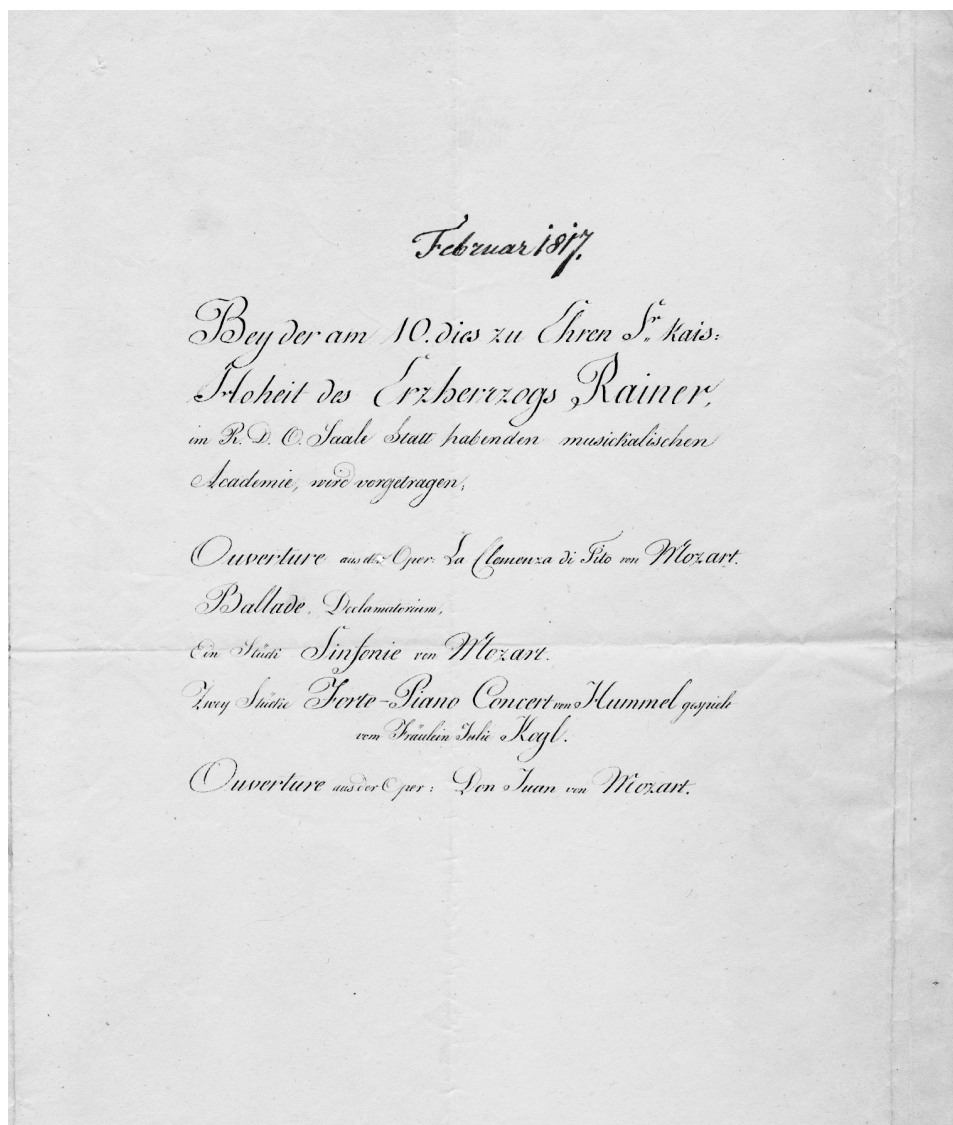 Februar 1817.
Bey der am 10. dies zu Ehren Sr. kais:
Hoheit des Erzherrzogs Rainer,
im R. D. O. Saale Statt habenden musickalischen
Academie, wird vorgetragen;
Ouverture aus der Oper: La Clemenza di Tito von Mozart.
Ballade, Declamatorium,
Ein Stück Sinfonie von Mozart.
Zwey Stücke Forte-Piano Concert von Hummel gespielt
vom Fräulein Julie Kogl.
Ouverture aus der Oper: Don Juan von Mozart.